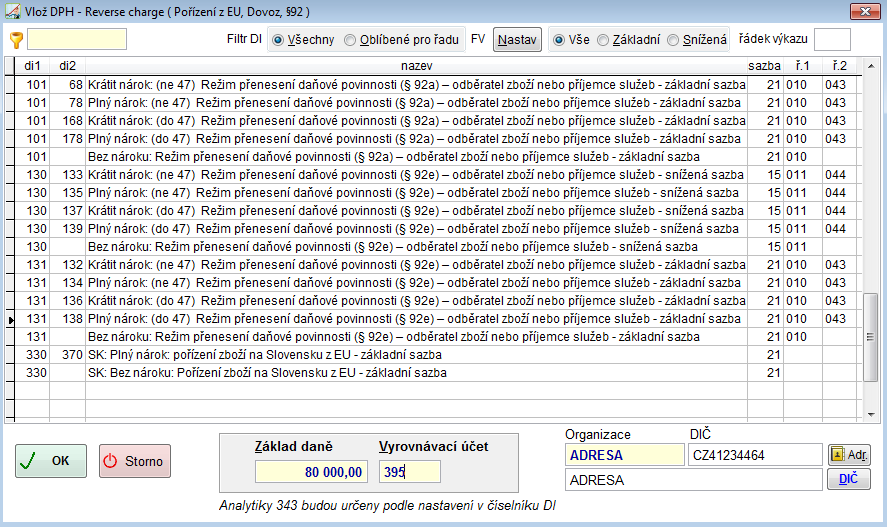 Vlož DPH - Reverse charge ( Pořízení z EU, Dovoz, §92 )
Filtr DI Všechny Oblíbené pro řadu FV Nastav Vše Základní Snížená řádek výkazu
di1 di2 nazev sazba ř.1 ř.2
101 68 Krátit nárok: (ne 47) Režim přenesení daňové povinnosti (§ 92a) – odběratel zboží nebo příjemce služeb - základní sazba 21 010 043
101 78 Plný nárok: (ne 47) Režim přenesení daňové povinnosti (§ 92a) – odběratel zboží nebo příjemce služeb - základní sazba 21 010 043
101 168 Krátit nárok: (do 47) Režim přenesení daňové povinnosti (§ 92a) – odběratel zboží nebo příjemce služeb - základní sazba 21 010 043
101 178 Plný nárok: (do 47) Režim přenesení daňové povinnosti (§ 92a) – odběratel zboží nebo příjemce služeb - základní sazba 21 010 043
101 Bez nároku: Režim přenesení daňové povinnosti (§ 92a) – odběratel zboží nebo příjemce služeb - základní sazba 21 010
130 133 Krátit nárok: (ne 47) Režim přenesení daňové povinnosti (§ 92e) – odběratel zboží nebo příjemce služeb - snížená sazba 15 011 044
130 135 Plný nárok: (ne 47) Režim přenesení daňové povinnosti (§ 92e) – odběratel zboží nebo příjemce služeb - snížená sazba 15 011 044
130 137 Krátit nárok: (do 47) Režim přenesení daňové povinnosti (§ 92e) – odběratel zboží nebo příjemce služeb - snížená sazba 15 011 044
130 139 Plný nárok: (do 47) Režim přenesení daňové povinnosti (§ 92e) – odběratel zboží nebo příjemce služeb - snížená sazba 15 011 044
130 Bez nároku: Režim přenesení daňové povinnosti (§ 92e) – odběratel zboží nebo příjemce služeb - snížená sazba 15 011
131 132 Krátit nárok: (ne 47) Režim přenesení daňové povinnosti (§ 92e) – odběratel zboží nebo příjemce služeb - základní sazba 21 010 043
131 134 Plný nárok: (ne 47) Režim přenesení daňové povinnosti (§ 92e) – odběratel zboží nebo příjemce služeb - základní sazba 21 010 043
131 136 Krátit nárok: (do 47) Režim přenesení daňové povinnosti (§ 92e) – odběratel zboží nebo příjemce služeb - základní sazba 21 010 043
131 138 Plný nárok: (do 47) Režim přenesení daňové povinnosti (§ 92e) – odběratel zboží nebo příjemce služeb - základní sazba 21 010 043
131 Bez nároku: Režim přenesení daňové povinnosti (§ 92e) – odběratel zboží nebo příjemce služeb - základní sazba 21 010
330 370 SK: Plný nárok: pořízení zboží na Slovensku z EU - základní sazba 21
330 SK: Bez nároku: Pořízení zboží na Slovensku z EU - základní sazba 21
OK Storno
Základ daně Vyrovnávací účet
80 000,00 395
Analytiky 343 budou určeny podle nastavení v číselníku DI
Organizace DIČ
ADRESA CZ41234464 Adr.
ADRESA DIČ